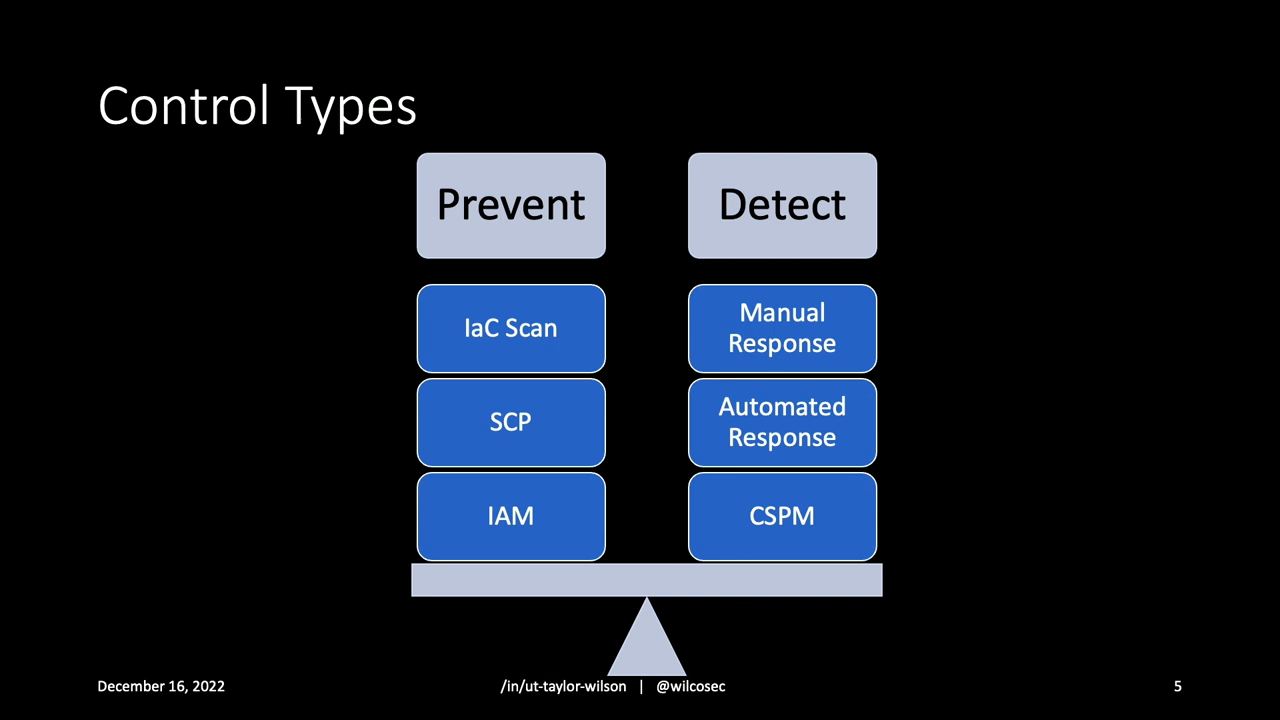 Control Types
Prevent
Detect
IaC Scan
Manual
Response
SCP
Automated
Response
IAM
CSPM
December 16, 2022
/in/ut-taylor-wilson | @wilcosec
5